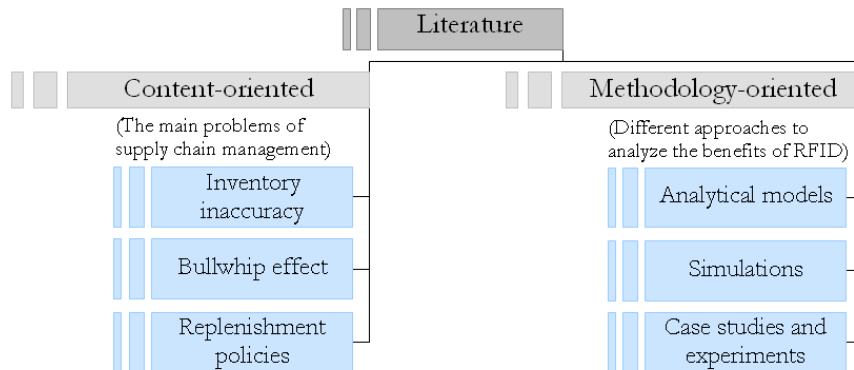 Literature
Content-oriented
(The main problems of
supply chain management)
Inventory
inaccuracy
Bullwhip effect
Replenishment
policies
Methodology-oriented
(Different approaches to
analyze the benefits of RFID)
Analytical models
Simulations
Case studies and
experiments